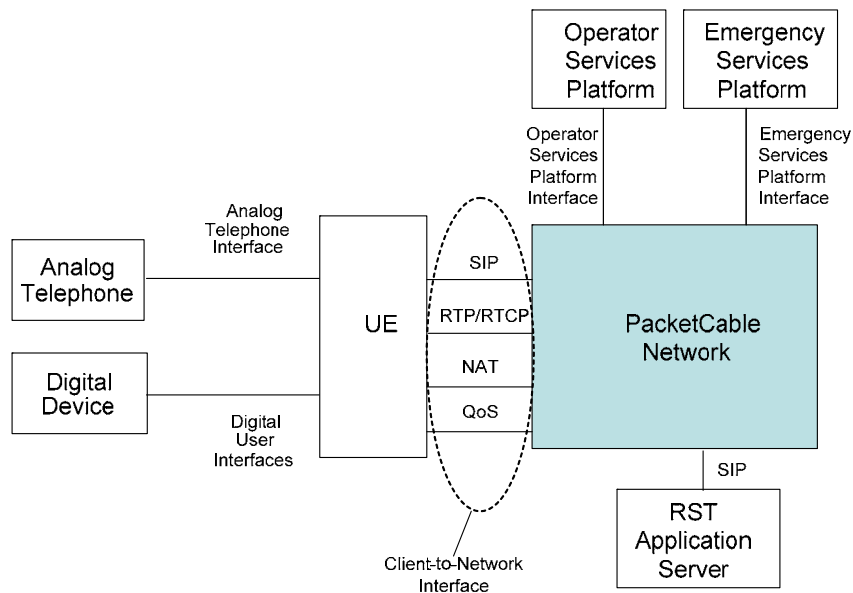 Operator
Services
Platform
Emergency
Services
Platform
Operator
Services
Platform
Interface
Emergency
Services
Platform
Interface
Analog
Telephone
Interface
Analog
Telephone
UE
SIP
RTP/RTCP
NAT
QoS
PacketCable
Network
Digital
Device
Digital
User
Interfaces
SIP
RST
Application
Server
Client-to-Network
Interface